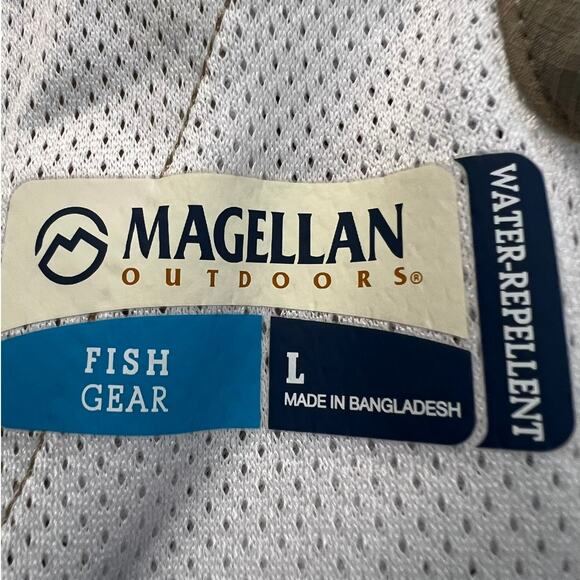 MAGELLAN
OUTDOORS®
FISH
GEAR
L
MADE IN BANGLADESH
WATER-REPELLENT